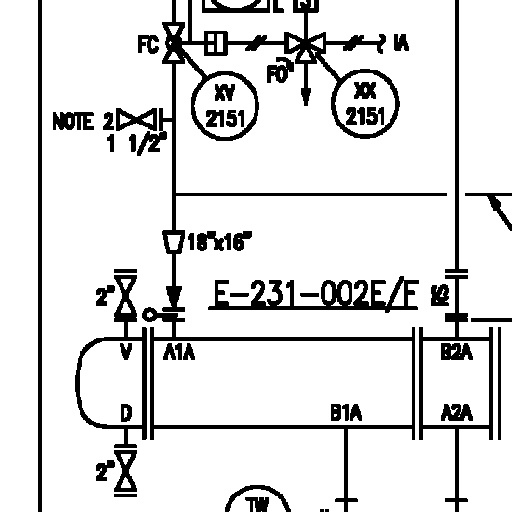 FC
IA
FO
XY
2151
XX
2151
NOTE 2
1 1/2"
18"x16"
2"
E-231-002E/F
V
A1A
B2A
D
B1A
A2A
2"
TW